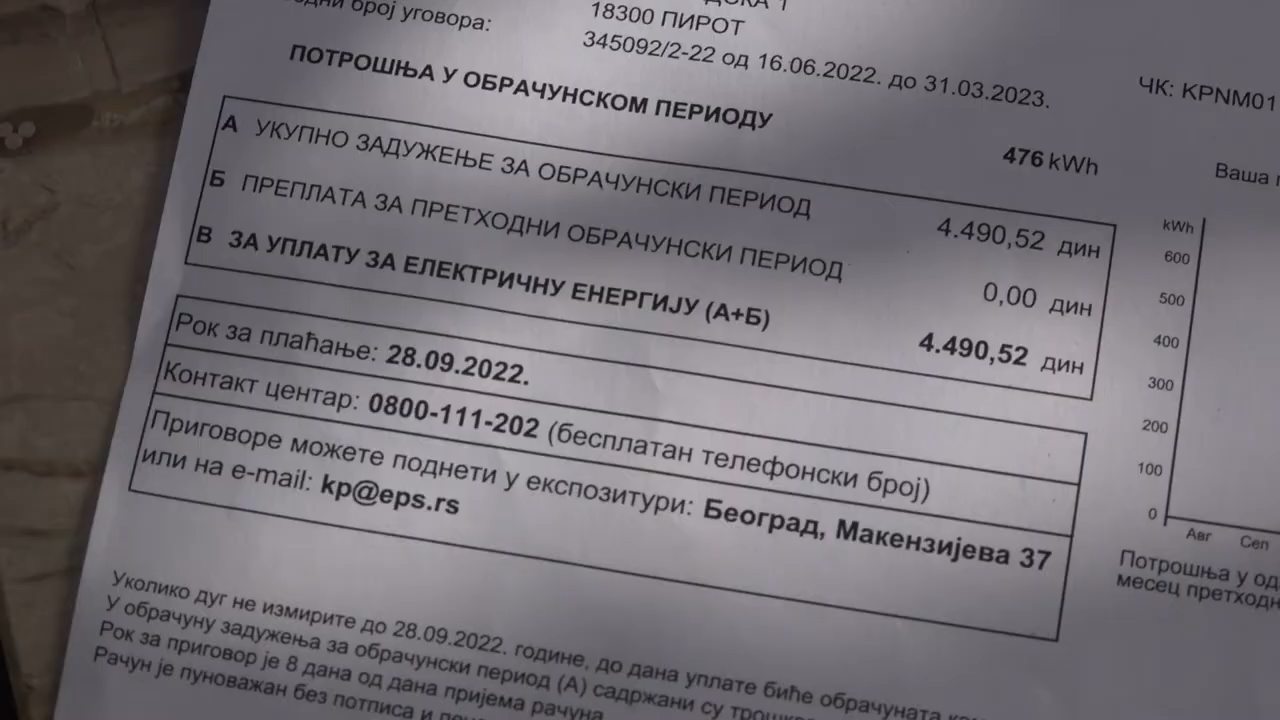 број уговора:
18300 ПИРОТ
345092/2-22 од 16.06.2022. до 31.03.2023.
ЧК: KPNM01
ПОТРОШЊА У ОБРАЧУНСКОМ ПЕРИОДУ
476 kWh
А УКУПНО ЗАДУЖЕЊЕ ЗА ОБРАЧУНСКИ ПЕРИОД 4.490,52 дин
Б ПРЕПЛАТА ЗА ПРЕТХОДНИ ОБРАЧУНСКИ ПЕРИОД 0,00 дин
В ЗА УПЛАТУ ЗА ЕЛЕКТРИЧНУ ЕНЕРГИЈУ (А+Б) 4.490,52 дин
Рок за плаћање: 28.09.2022.
Контакт центар: 0800-111-202 (бесплатан телефонски број)
Приговоре можете поднети у експозитури: Београд, Макензијева 37
или на e-mail: kp@eps.rs
Уколико дуг не измирите до 28.09.2022. године, до дана уплате биће обрачуната
У обрачуну задужења за обрачунски период (А) садржани су
Рок за приговор је 8 дана од дана пријема рачуна
Рачун је пуноважан без потписа и
Ваша
kWh
600
500
400
300
200
100
0
Авг Сеп
Потрошња у
месец